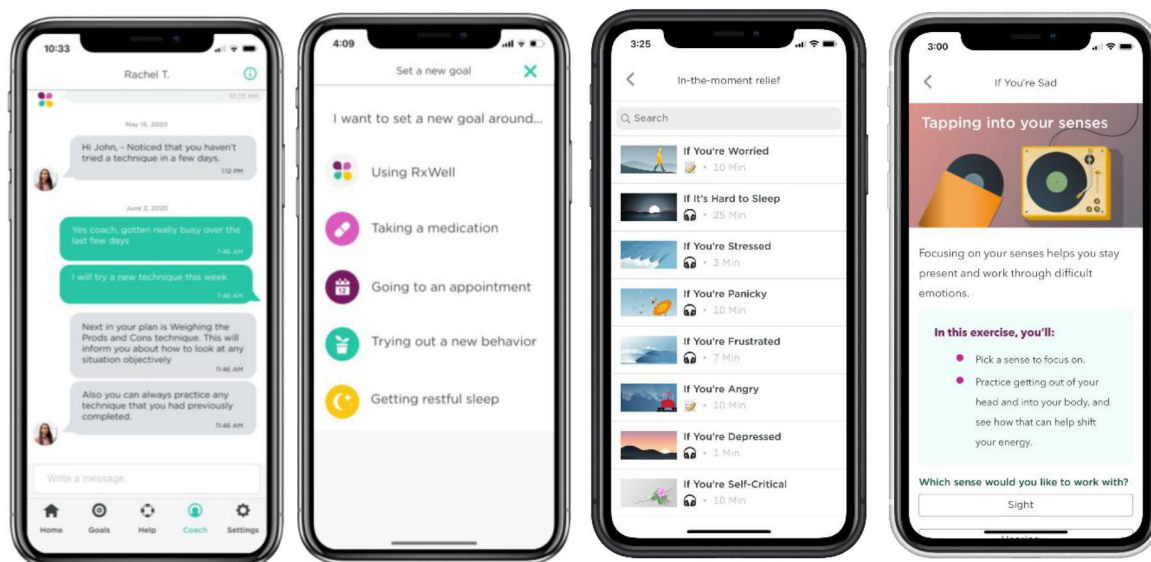 10:33
Rachel T.
10:35 AM
May 15, 2020
Hi John, - Noticed that you haven't
tried a technique in a few days.
1:12 PM
June 2, 2020
Yes coach, gotten really busy over the
last few days
7:46 AM
I will try a new technique this week
7:46 AM
Next in your plan is Weighing the
Prods and Cons technique. This will
inform you about how to look at any
situation objectively
11:46 AM
Also you can always practice any
technique that you had previously
completed.
11:46 AM
Write a message.
Home Goals Help Coach Settings
4:09
Set a new goal
I want to set a new goal around...
Using RxWell
Taking a medication
12
Going to an appointment
Trying out a new behavior
Getting restful sleep
3:25
In-the-moment relief
Search
If You're Worried
10 Min
If It's Hard to Sleep
25 Min
If You're Stressed
3 Min
If You're Panicky
10 Min
If You're Frustrated
7 Min
If You're Angry
10 Min
If You're Depressed
1 Min
If You're Self-Critical
10 Min
3:00
If You're Sad
Tapping into your senses
Focusing on your senses helps you stay
present and work through difficult
emotions.
In this exercise, you'll:
Pick a sense to focus on.
Practice getting out of your
head and into your body, and
see how that can help shift
your energy.
Which sense would you like to work with?
Sight